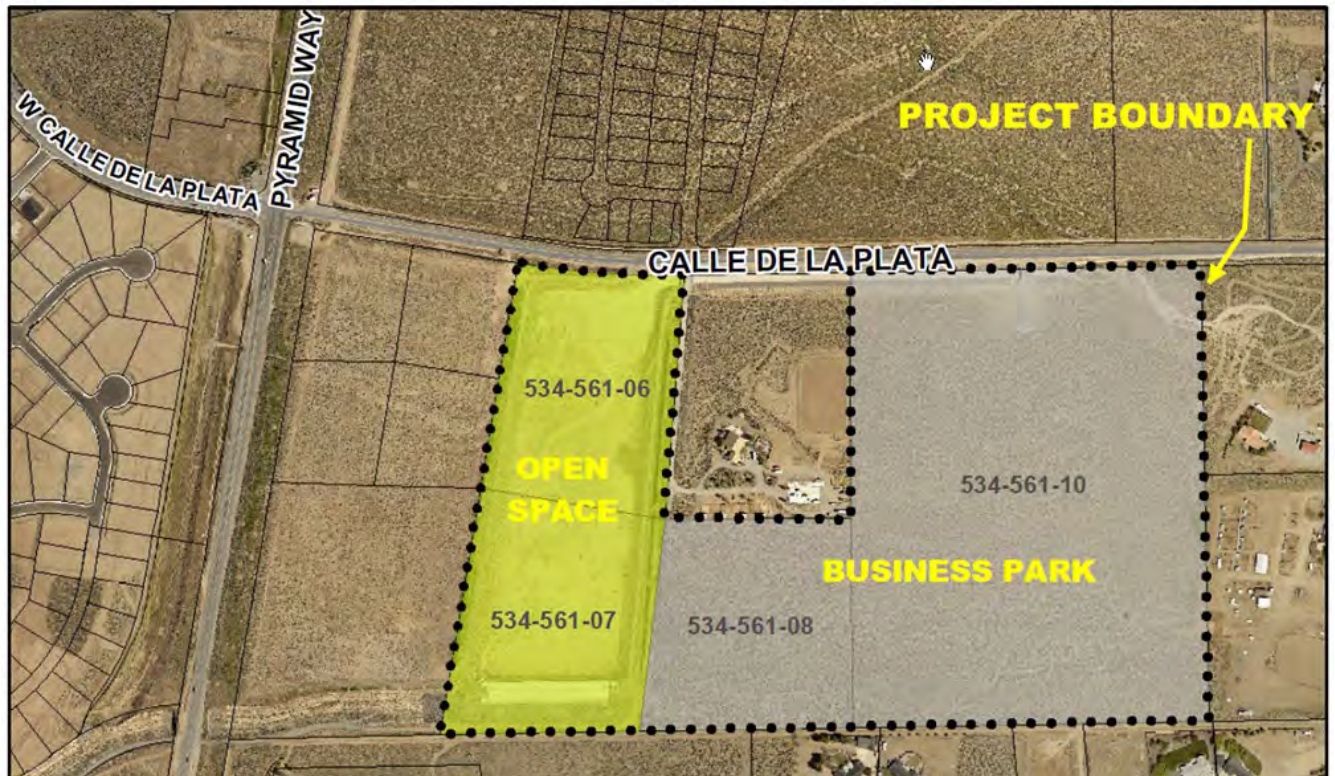 PYRAMID WAY
W CALLE DE LA PLATA
PROJECT BOUNDARY
CALLE DE LA PLATA
534-561-06
OPEN
SPACE
534-561-10
BUSINESS PARK
534-561-07
534-561-08